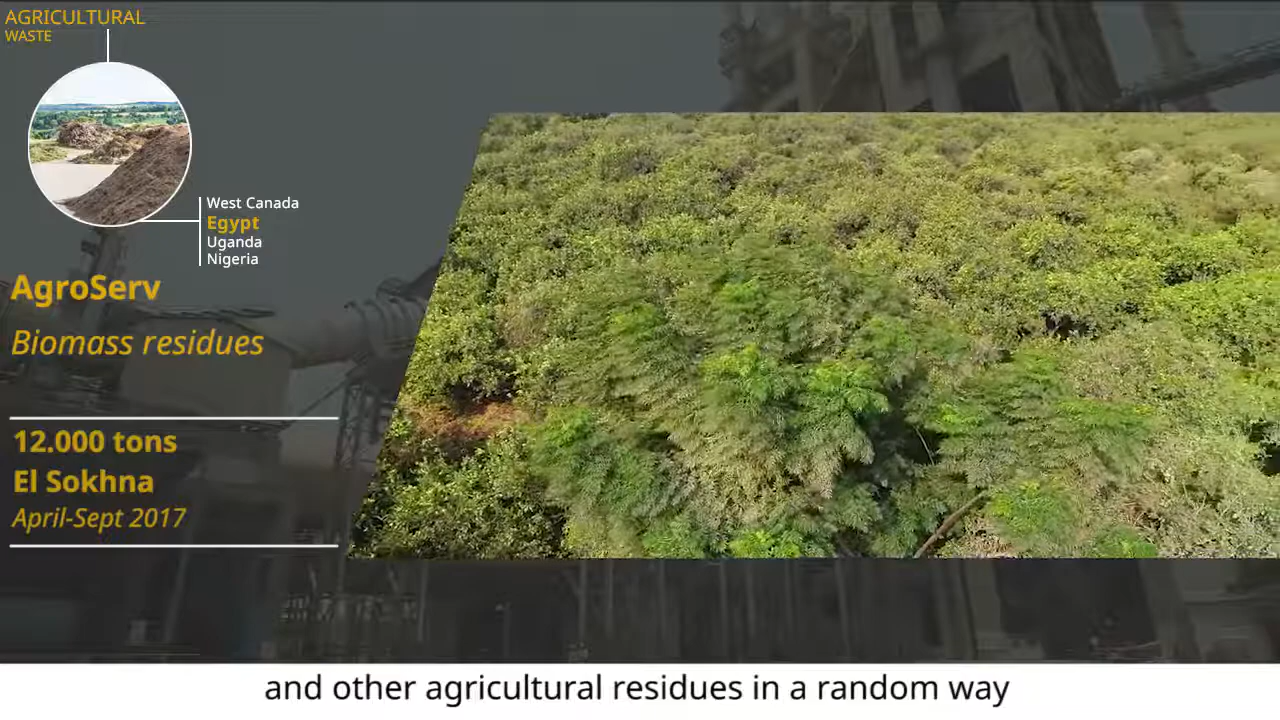 AGRICULTURAL
WASTE
West Canada
Egypt
Uganda
Nigeria
AgroServ
Biomass residues
12.000 tons
El Sokhna
April-Sept 2017
and other agricultural residues in a random way